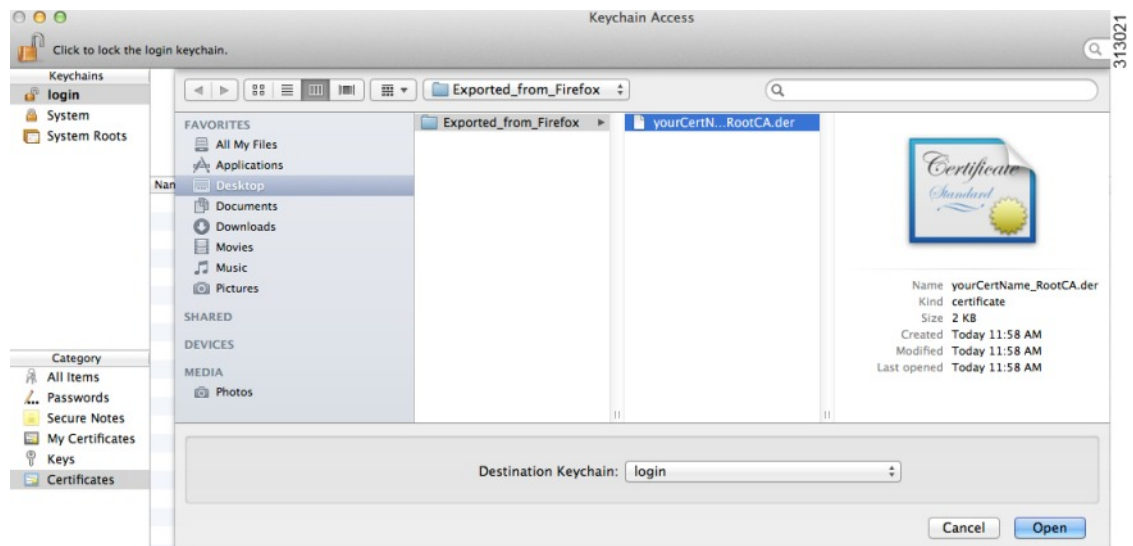 Keychain Access
Click to lock the login keychain.
313021
Keychains
login
System
System Roots
Exported_from_Firefox
FAVORITES
All My Files
Applications
Desktop
Documents
Downloads
Movies
Music
Pictures
SHARED
DEVICES
MEDIA
Photos
Nan
Exported_from_Firefox
yourCertN...RootCA.der
Certificate
Standard
Name yourCertName_RootCA.der
Kind certificate
Size 2 KB
Created Today 11:58 AM
Modified Today 11:58 AM
Last opened Today 11:58 AM
Category
All Items
Passwords
Secure Notes
My Certificates
Keys
Certificates
Destination Keychain: login
Cancel Open